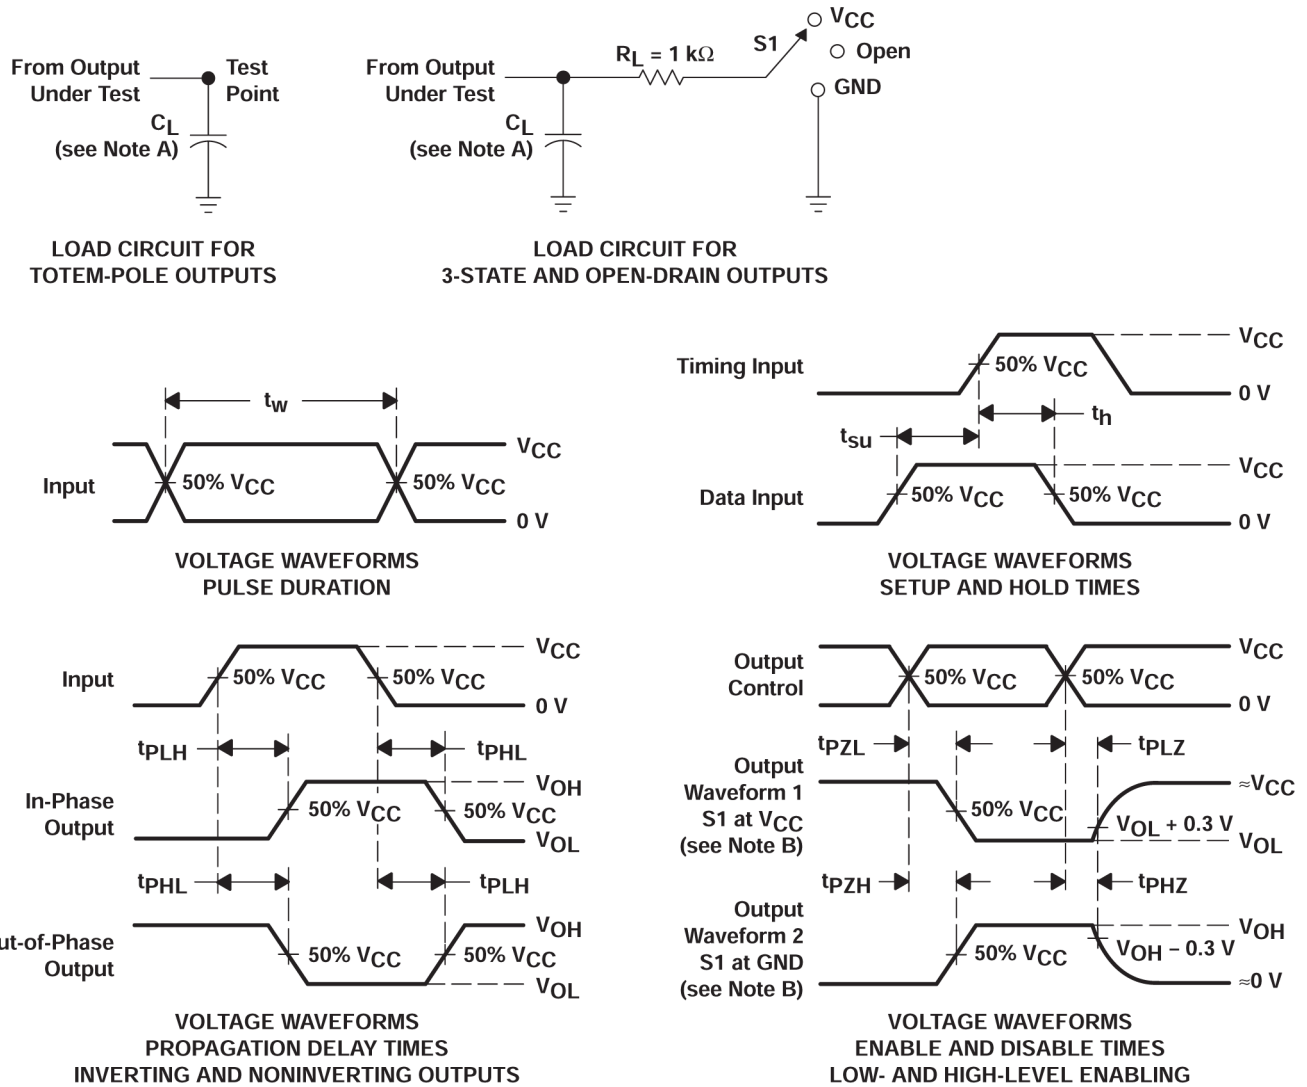 From Output
Under Test
Test
Point
CL
(see Note A)
LOAD CIRCUIT FOR
TOTEM-POLE OUTPUTS
From Output
Under Test
RL = 1 kΩ
S1
VCC
Open
GND
CL
(see Note A)
LOAD CIRCUIT FOR
3-STATE AND OPEN-DRAIN OUTPUTS
tw
Input
50% VCC
50% VCC
VCC
0 V
VOLTAGE WAVEFORMS
PULSE DURATION
Timing Input
50% VCC
VCC
0 V
tsu
th
Data Input
50% VCC
50% VCC
VCC
0 V
VOLTAGE WAVEFORMS
SETUP AND HOLD TIMES
Input
50% VCC
50% VCC
VCC
0 V
tPLH
tPHL
In-Phase
Output
50% VCC
50% VCC
VOH
VOL
tPHL
tPLH
ut-of-Phase
Output
50% VCC
50% VCC
VOH
VOL
VOLTAGE WAVEFORMS
PROPAGATION DELAY TIMES
INVERTING AND NONINVERTING OUTPUTS
Output
Control
50% VCC
50% VCC
VCC
0 V
tPZL
tPLZ
Output
Waveform 1
S1 at VCC
(see Note B)
50% VCC
≈VCC
VOL + 0.3 V
VOL
tPZH
tPHZ
Output
Waveform 2
S1 at GND
(see Note B)
50% VCC
VOH
VOH − 0.3 V
≈0 V
VOLTAGE WAVEFORMS
ENABLE AND DISABLE TIMES
LOW- AND HIGH-LEVEL ENABLING